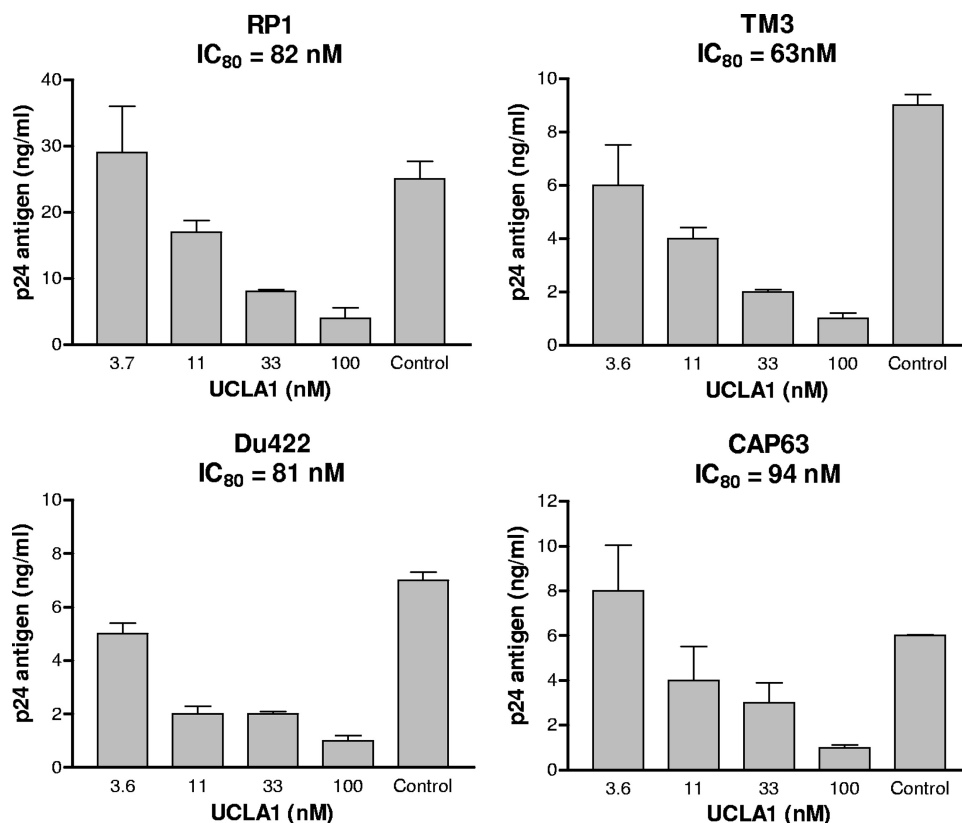 RP1
IC80 = 82 nM
40
30
20
10
0
p24 antigen (ng/ml)
3.7 11 33 100 Control
UCLA1 (nM)
TM3
IC80 = 63nM
10
8
6
4
2
0
p24 antigen (ng/ml)
3.6 11 33 100 Control
UCLA1 (nM)
Du422
IC80 = 81 nM
10
8
6
4
2
0
p24 antigen (ng/ml)
3.6 11 33 100 Control
UCLA1 (nM)
CAP63
IC80 = 94 nM
12
10
8
6
4
2
0
p24 antigen (ng/ml)
3.6 11 33 100 Control
UCLA1 (nM)